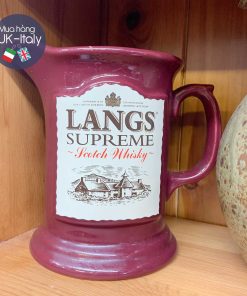 Mua hàng
UK-Italy
LANGS
SUPREME
~Scotch Whisky~